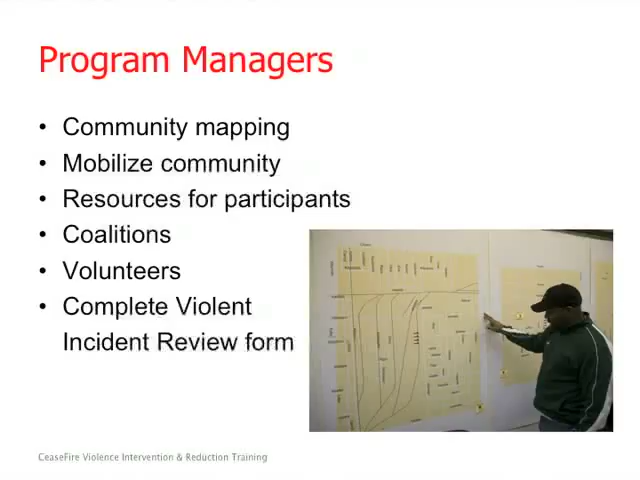 Program Managers
• Community mapping
• Mobilize community
• Resources for participants
• Coalitions
• Volunteers
• Complete Violent
Incident Review form
CeaseFire Violence Intervention & Reduction Training